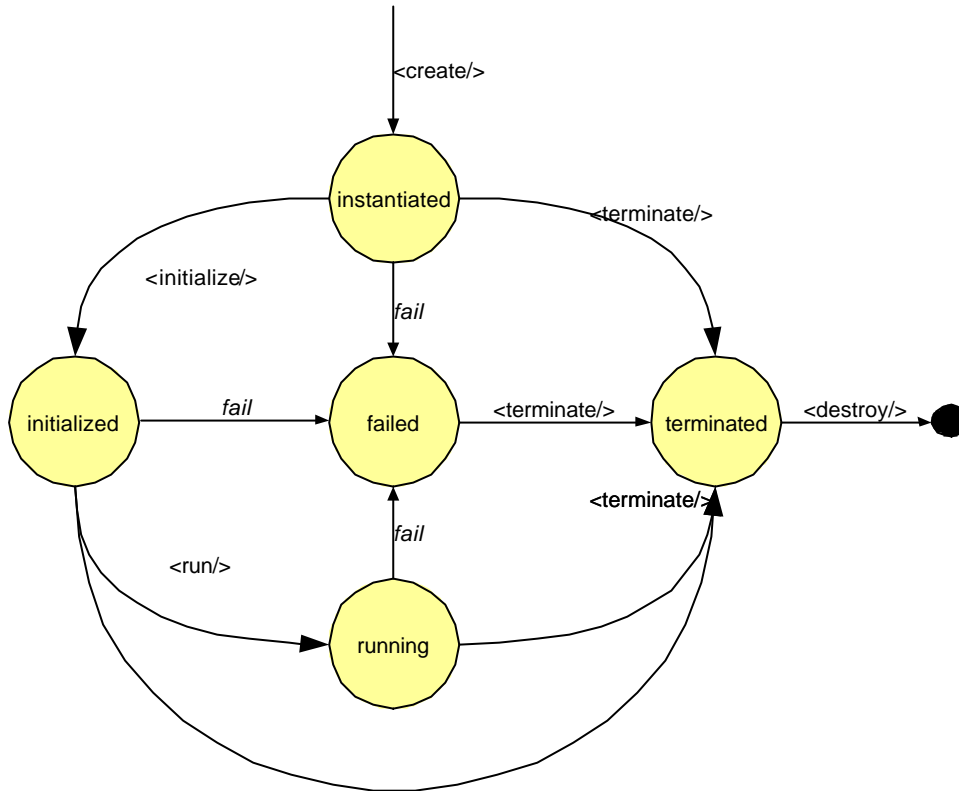 <create/>
instantiated
<terminate/>
<initialize/>
fail
initialized
fail
failed
<terminate/>
terminated
<destroy/>
<terminate/>
fail
<run/>
running